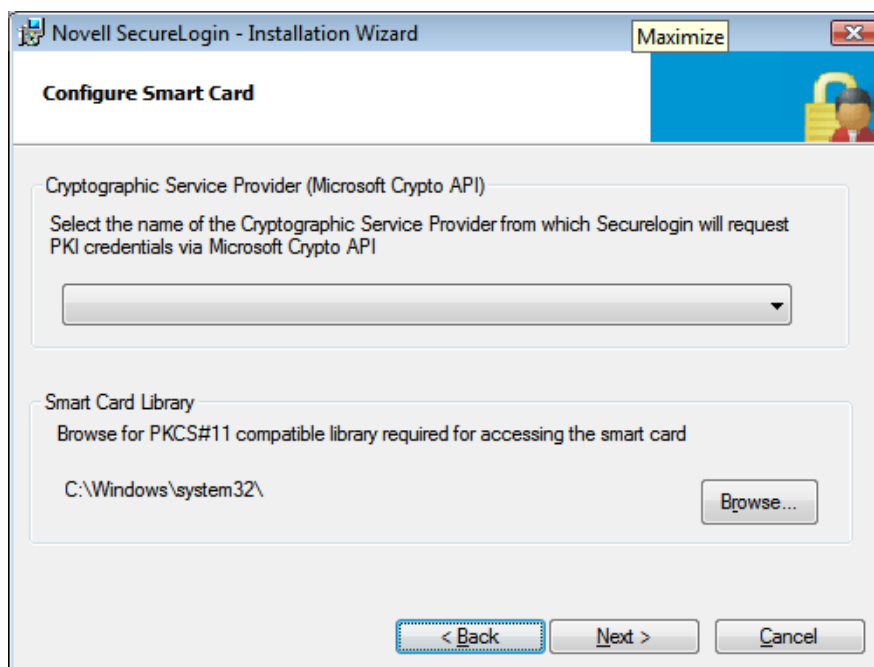 Novell SecureLogin - Installation Wizard
Maximize
Configure Smart Card
Cryptographic Service Provider (Microsoft Crypto API)
Select the name of the Cryptographic Service Provider from which Securelogin will request
PKI credentials via Microsoft Crypto API
Smart Card Library
Browse for PKCS#11 compatible library required for accessing the smart card
C:\Windows\system32\
Browse...
< Back
Next >
Cancel